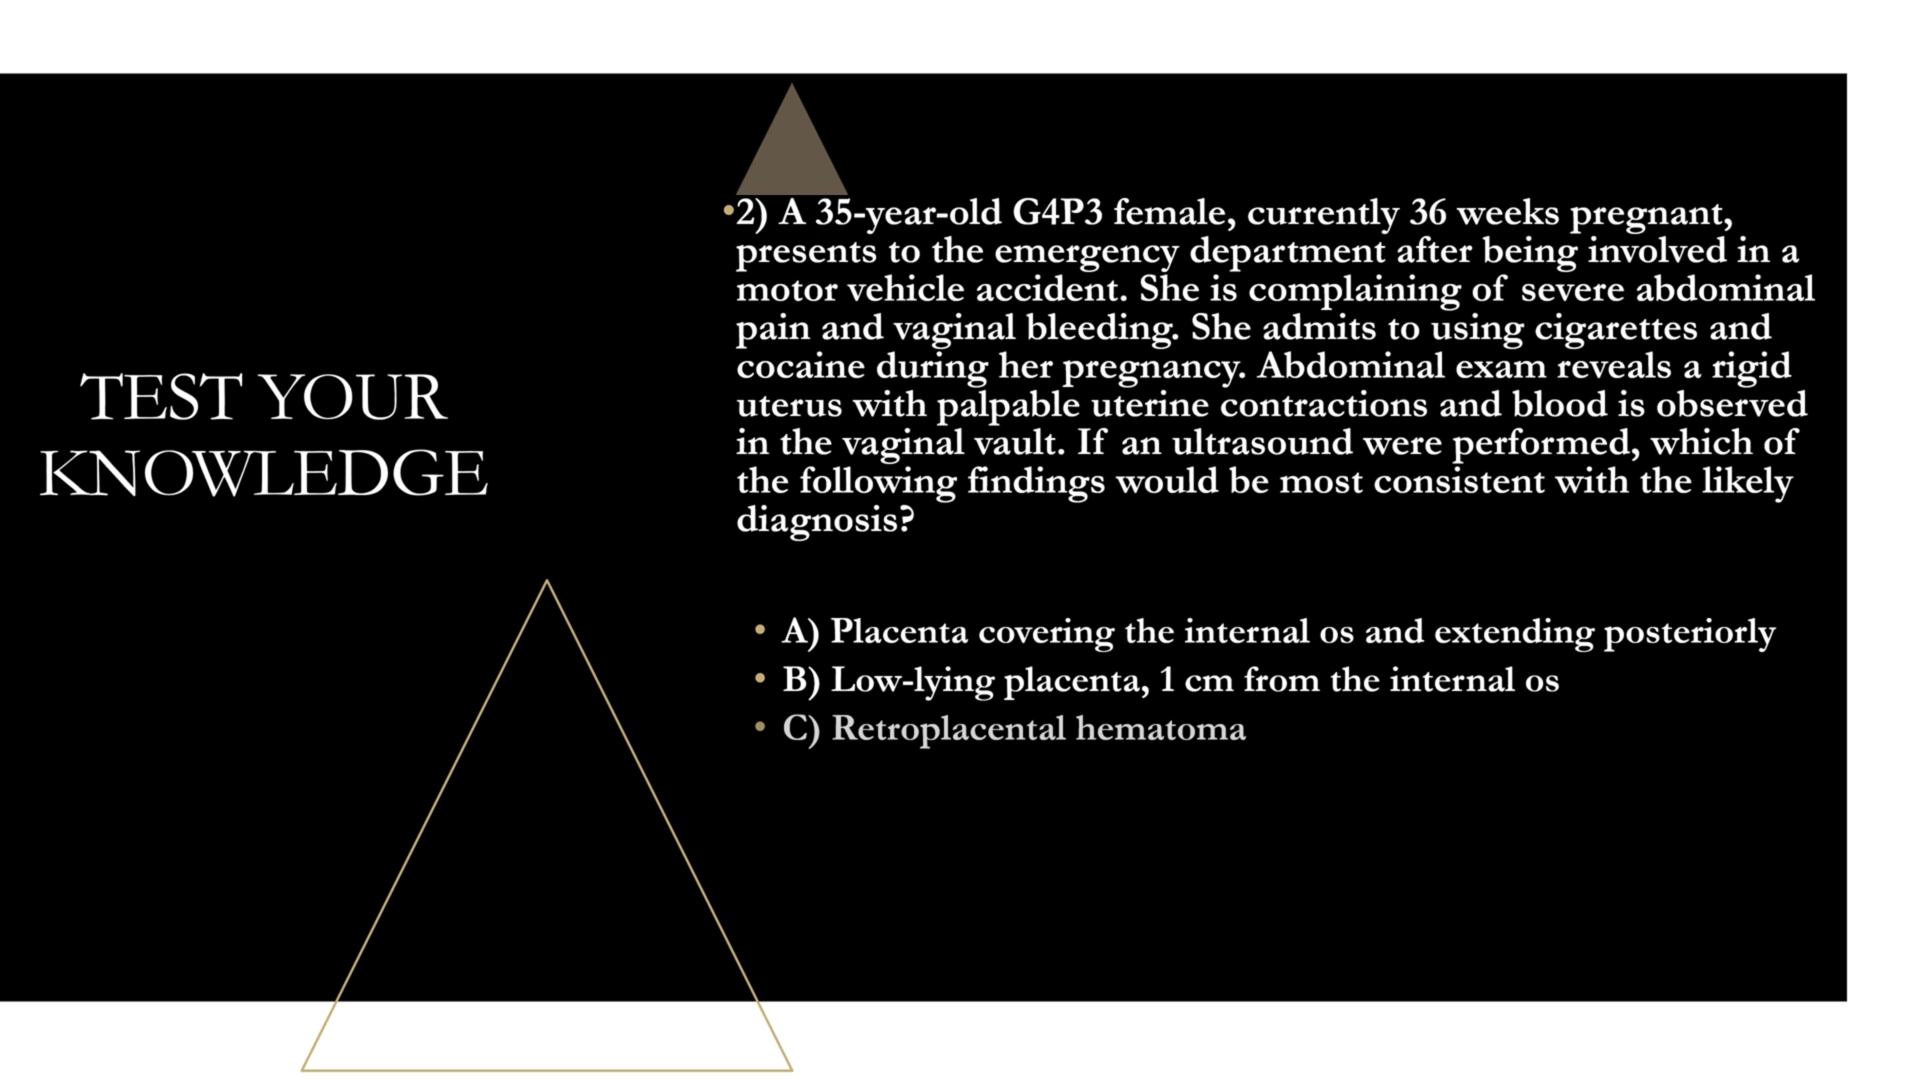 TEST YOUR
KNOWLEDGE
•2) A 35-year-old G4P3 female, currently 36 weeks pregnant,
presents to the emergency department after being involved in a
motor vehicle accident. She is complaining of severe abdominal
pain and vaginal bleeding. She admits to using cigarettes and
cocaine during her pregnancy. Abdominal exam reveals a rigid
uterus with palpable uterine contractions and blood is observed
in the vaginal vault. If an ultrasound were performed, which of
the following findings would be most consistent with the likely
diagnosis?
• A) Placenta covering the internal os and extending posteriorly
• B) Low-lying placenta, 1 cm from the internal os
• C) Retroplacental hematoma